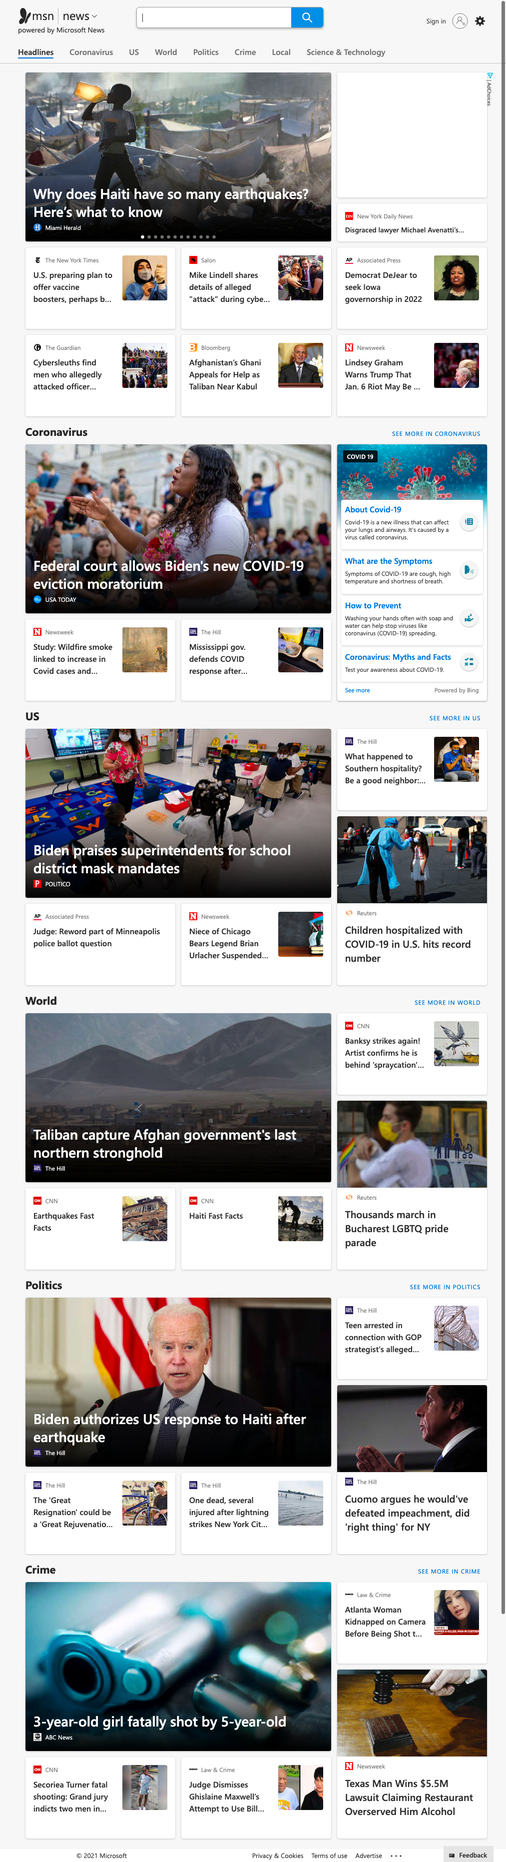 msn | news
powered by Microsoft News
Sign in
Headlines Coronavirus US World Politics Crime Local Science & Technology
AdChoices
Why does Haiti have so many earthquakes?
Here's what to know
Miami Herald
New York Daily News
Disgraced lawyer Michael Avenatti's...
The New York Times
U.S. preparing plan to
offer vaccine
boosters, perhaps b...
Salon
Mike Lindell shares
details of alleged
"attack" during cybe...
Associated Press
Democrat DeJear to
seek Iowa
governorship in 2022
The Guardian
Cybersleuths find
men who allegedly
attacked officer...
Bloomberg
Afghanistan's Ghani
Appeals for Help as
Taliban Near Kabul
Newsweek
Lindsey Graham
Warns Trump That
Jan. 6 Riot May Be ...
Coronavirus
SEE MORE IN CORONAVIRUS
Federal court allows Biden's new COVID-19
eviction moratorium
USA TODAY
COVID 19
About Covid-19
Covid-19 is a new illness that can affect
your lungs and airways. It's caused by a
virus called coronavirus.
What are the Symptoms
Symptoms of COVID-19 are cough, high
temperature and shortness of breath.
How to Prevent
Washing your hands often with soap and
water can help stop viruses like
coronavirus (COVID-19) spreading.
Coronavirus: Myths and Facts
Test your awareness about COVID-19.
See more
Powered by Bing
Newsweek
Study: Wildfire smoke
linked to increase in
Covid cases and...
The Hill
Mississippi gov.
defends COVID
response after...
US
SEE MORE IN US
Biden praises superintendents for school
district mask mandates
POLITICO
The Hill
What happened to
Southern hospitality?
Be a good neighbor:...
Reuters
Children hospitalized with
COVID-19 in U.S. hits record
number
Associated Press
Judge: Reword part of Minneapolis
police ballot question
Newsweek
Niece of Chicago
Bears Legend Brian
Urlacher Suspended...
World
SEE MORE IN WORLD
Taliban capture Afghan government's last
northern stronghold
The Hill
CNN
Banksy strikes again!
Artist confirms he is
behind 'spraycation'...
Reuters
Thousands march in
Bucharest LGBTQ pride
parade
CNN
Earthquakes Fast
Facts
CNN
Haiti Fast Facts
Politics
SEE MORE IN POLITICS
Biden authorizes US response to Haiti after
earthquake
The Hill
The Hill
Teen arrested in
connection with GOP
strategist's alleged...
The Hill
Cuomo argues he would've
defeated impeachment, did
'right thing' for NY
The Hill
The 'Great
Resignation' could be
a 'Great Rejuvenatio...
The Hill
One dead, several
injured after lightning
strikes New York Cit...
Crime
SEE MORE IN CRIME
3-year-old girl fatally shot by 5-year-old
ABC News
Law & Crime
Atlanta Woman
Kidnapped on Camera
Before Being Shot t...
Newsweek
Texas Man Wins $5.5M
Lawsuit Claiming Restaurant
Overserved Him Alcohol
CNN
Secoriea Turner fatal
shooting: Grand jury
indicts two men in...
Law & Crime
Judge Dismisses
Ghislaine Maxwell's
Attempt to Use Bill...
© 2021 Microsoft
Privacy & Cookies Terms of use Advertise ...
Feedback